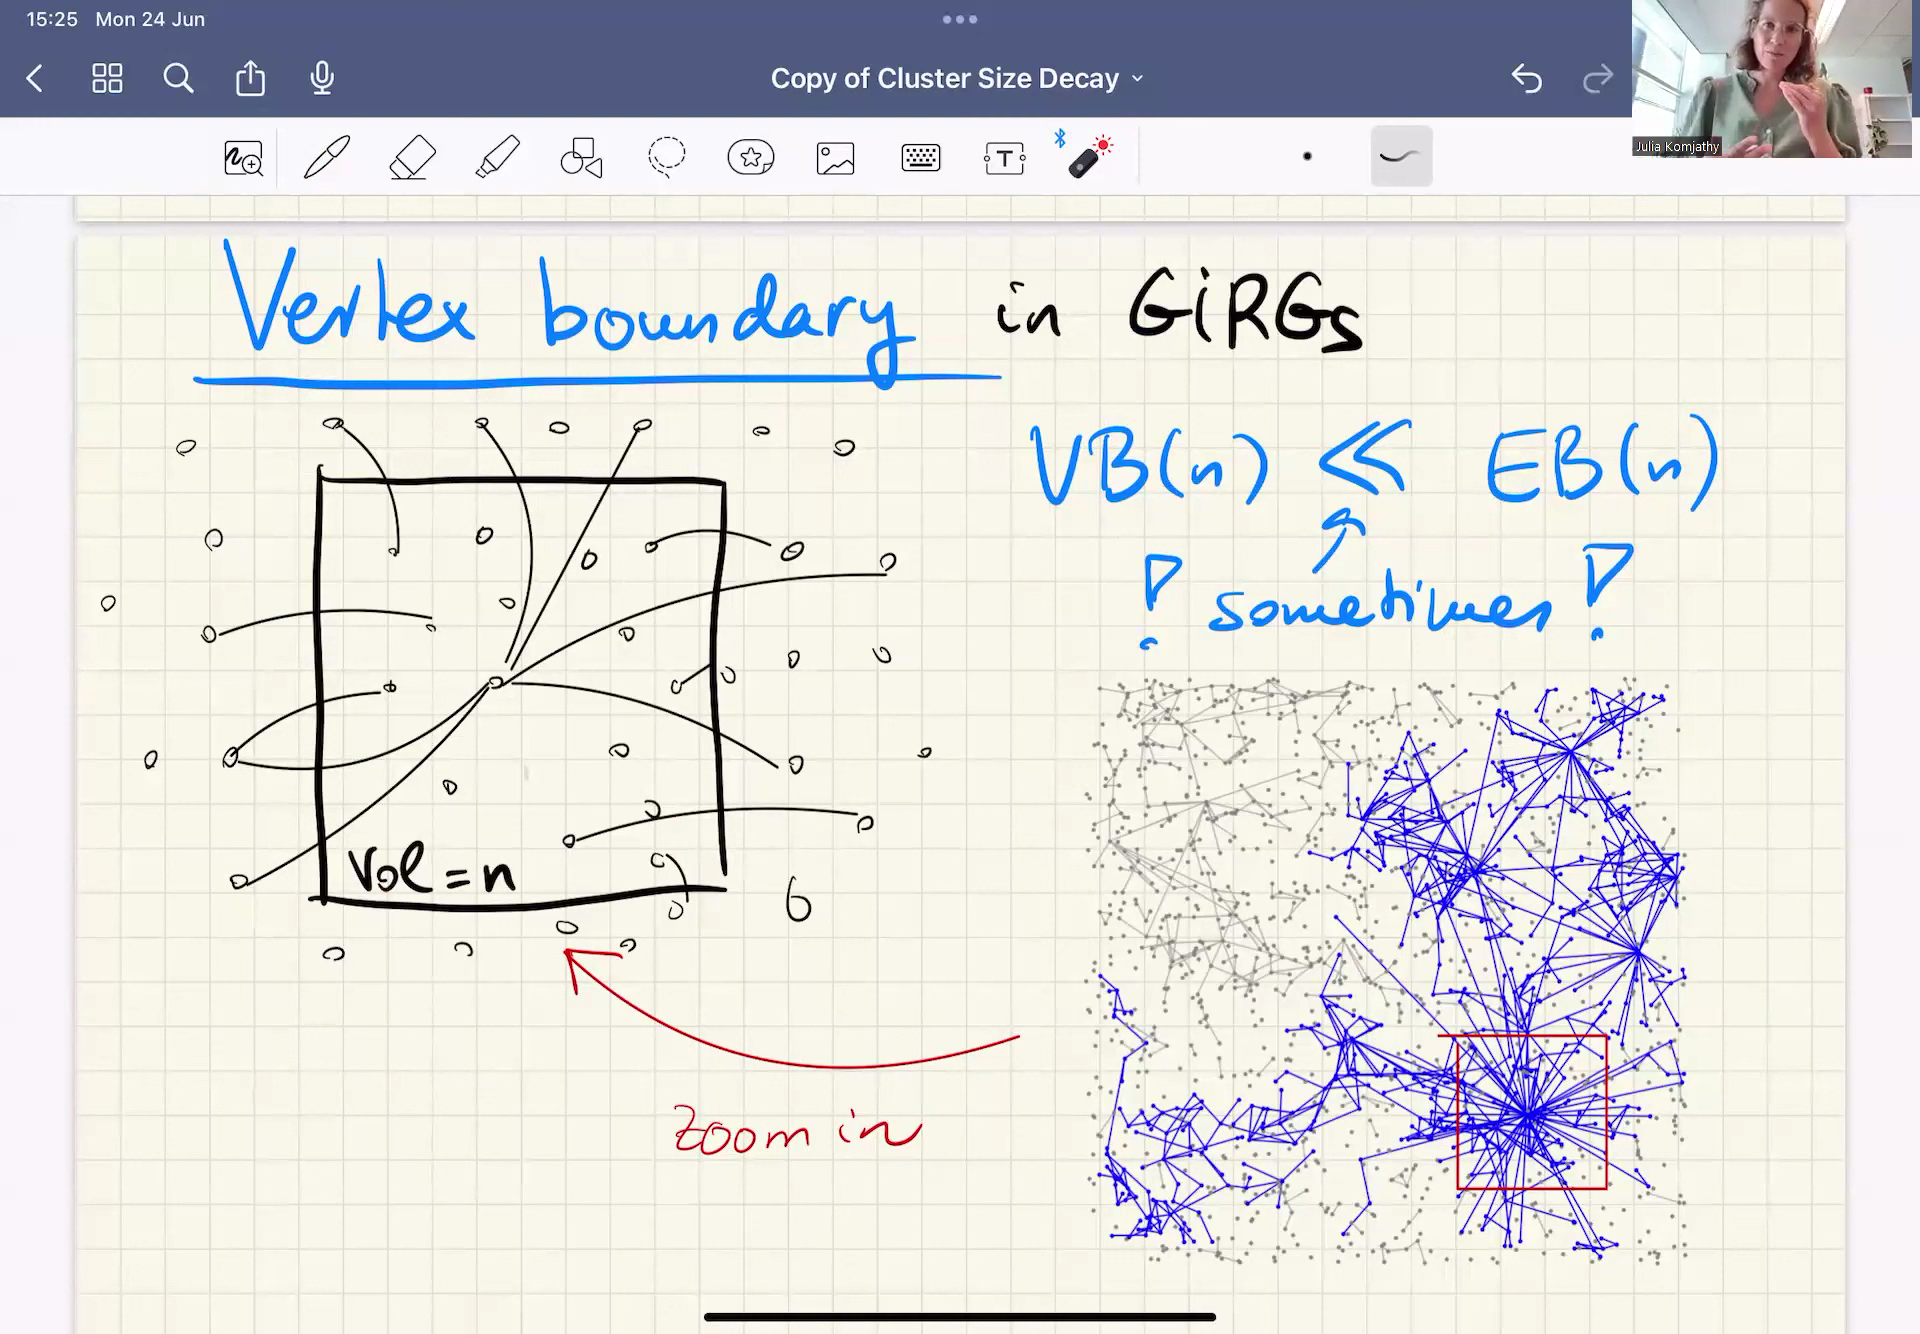 15:25 Mon 24 Jun
Copy of Cluster Size Decay
T
Julia Komjathy
Vertex boundary in GiRGs
VB(n) << EB(n)
! sometimes !
Vol = n
Zoom in